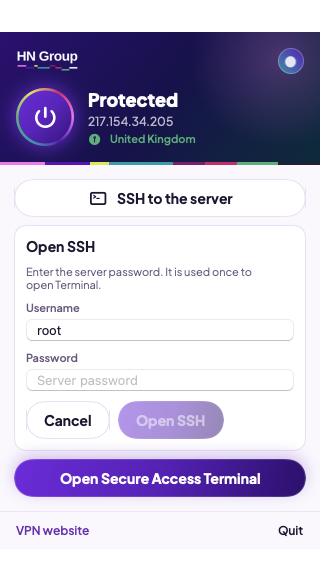 HN Group
Protected
217.154.34.205
United Kingdom
SSH to the server
Open SSH
Enter the server password. It is used once to
open Terminal.
Username
root
Password
Server password
Cancel
Open SSH
Open Secure Access Terminal
VPN website
Quit